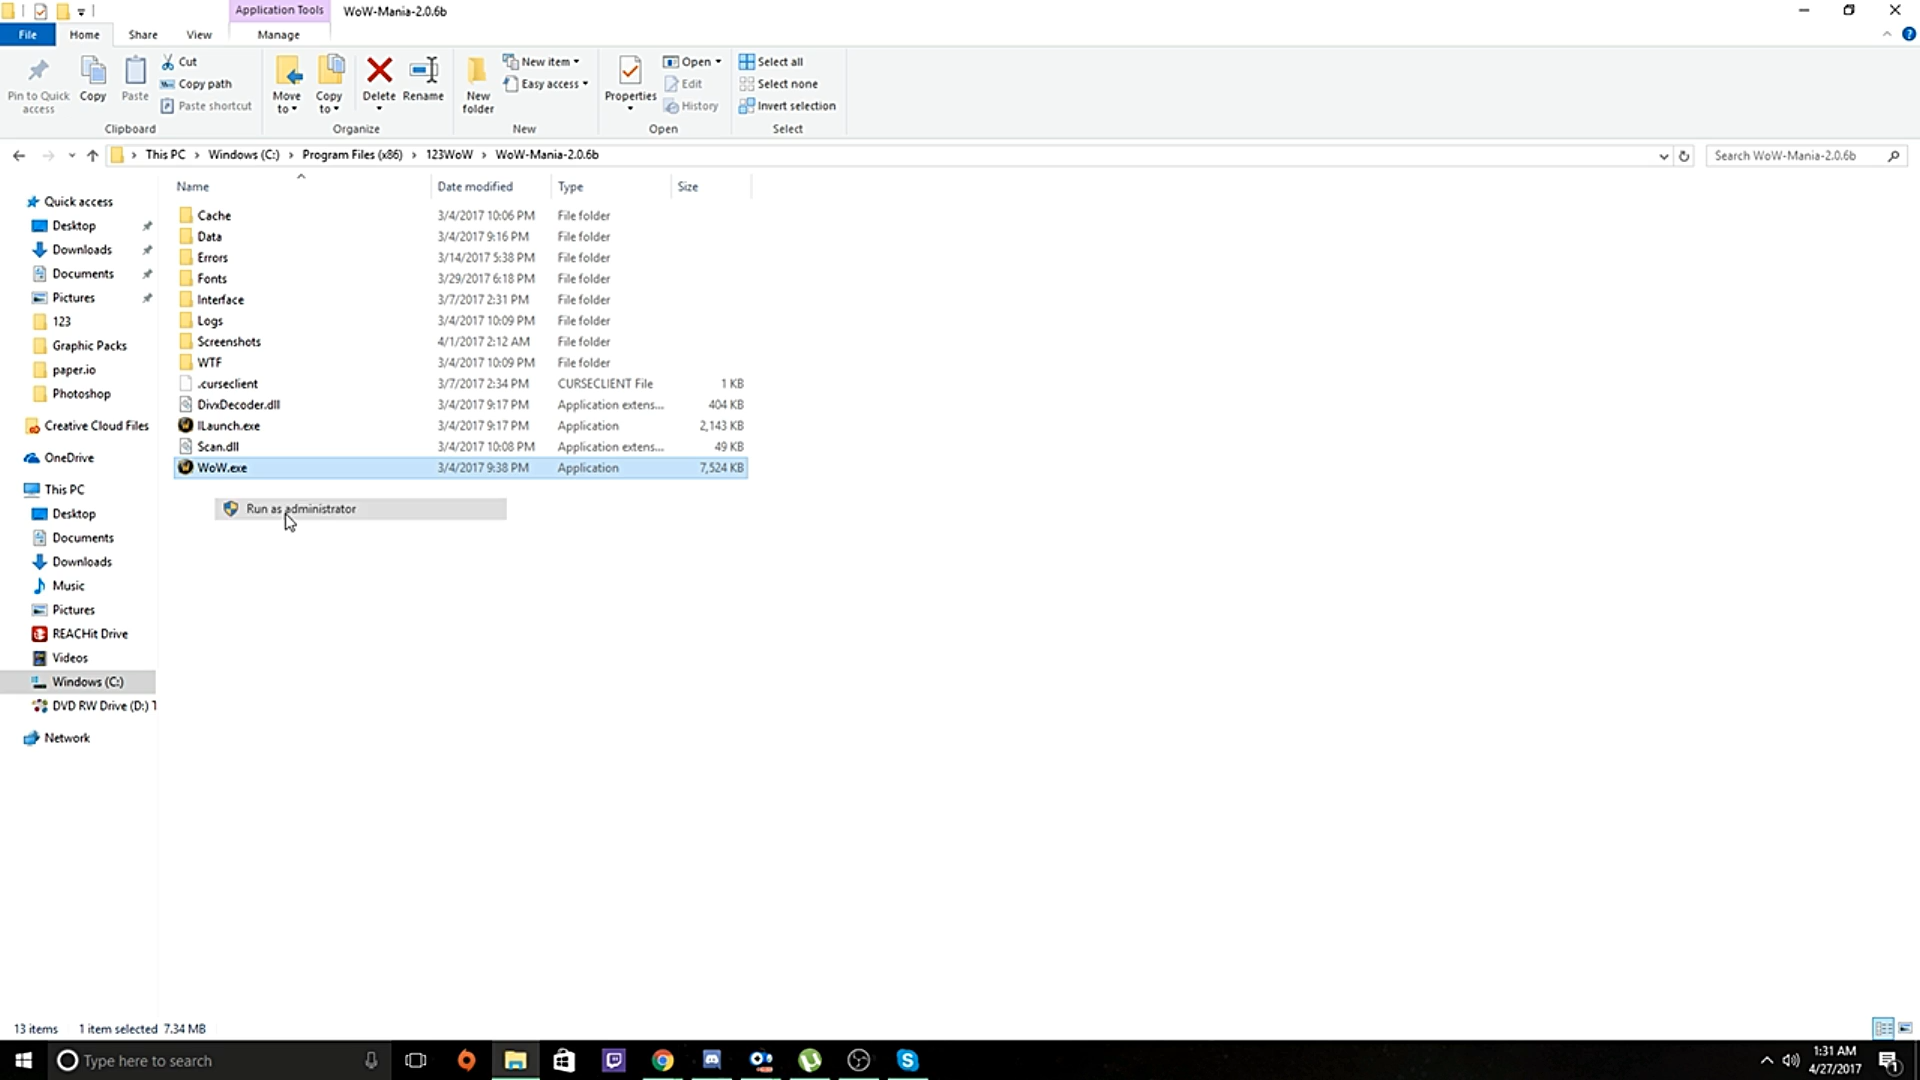 Application Tools WoW-Mania-2.0.6b
File Home Share View Manage
Pin to Quick access
Copy
Paste
Cut
Copy path
Paste shortcut
Clipboard
Move to
Copy to
Delete
Rename
Organize
New folder
New item
Easy access
New
Properties
Open
Edit
History
Open
Select all
Select none
Invert selection
Select
This PC Windows (C:) Program Files (x86) 123WoW WoW-Mania-2.0.6b
Search WoW-Mania-2.0.6b
Quick access
Desktop
Downloads
Documents
Pictures
123
Graphic Packs
paper.io
Photoshop
Creative Cloud Files
OneDrive
This PC
Desktop
Documents
Downloads
Music
Pictures
REACHit Drive
Videos
Windows (C:)
DVD RW Drive (D:) 1
Network
Name Date modified Type Size
Cache 3/4/2017 10:06 PM File folder
Data 3/4/2017 9:16 PM File folder
Errors 3/14/2017 5:38 PM File folder
Fonts 3/29/2017 6:18 PM File folder
Interface 3/7/2017 2:31 PM File folder
Logs 3/4/2017 10:09 PM File folder
Screenshots 4/1/2017 2:12 AM File folder
WTF 3/4/2017 10:09 PM File folder
.curseclient 3/7/2017 2:34 PM CURSECLIENT File 1 KB
DivxDecoder.dll 3/4/2017 9:17 PM Application extens... 404 KB
ILaunch.exe 3/4/2017 9:17 PM Application 2,143 KB
Scan.dll 3/4/2017 10:08 PM Application extens... 49 KB
WoW.exe 3/4/2017 9:38 PM Application 7,524 KB
Run as administrator
13 items 1 item selected 7.34 MB
Type here to search
1:31 AM
4/27/2017